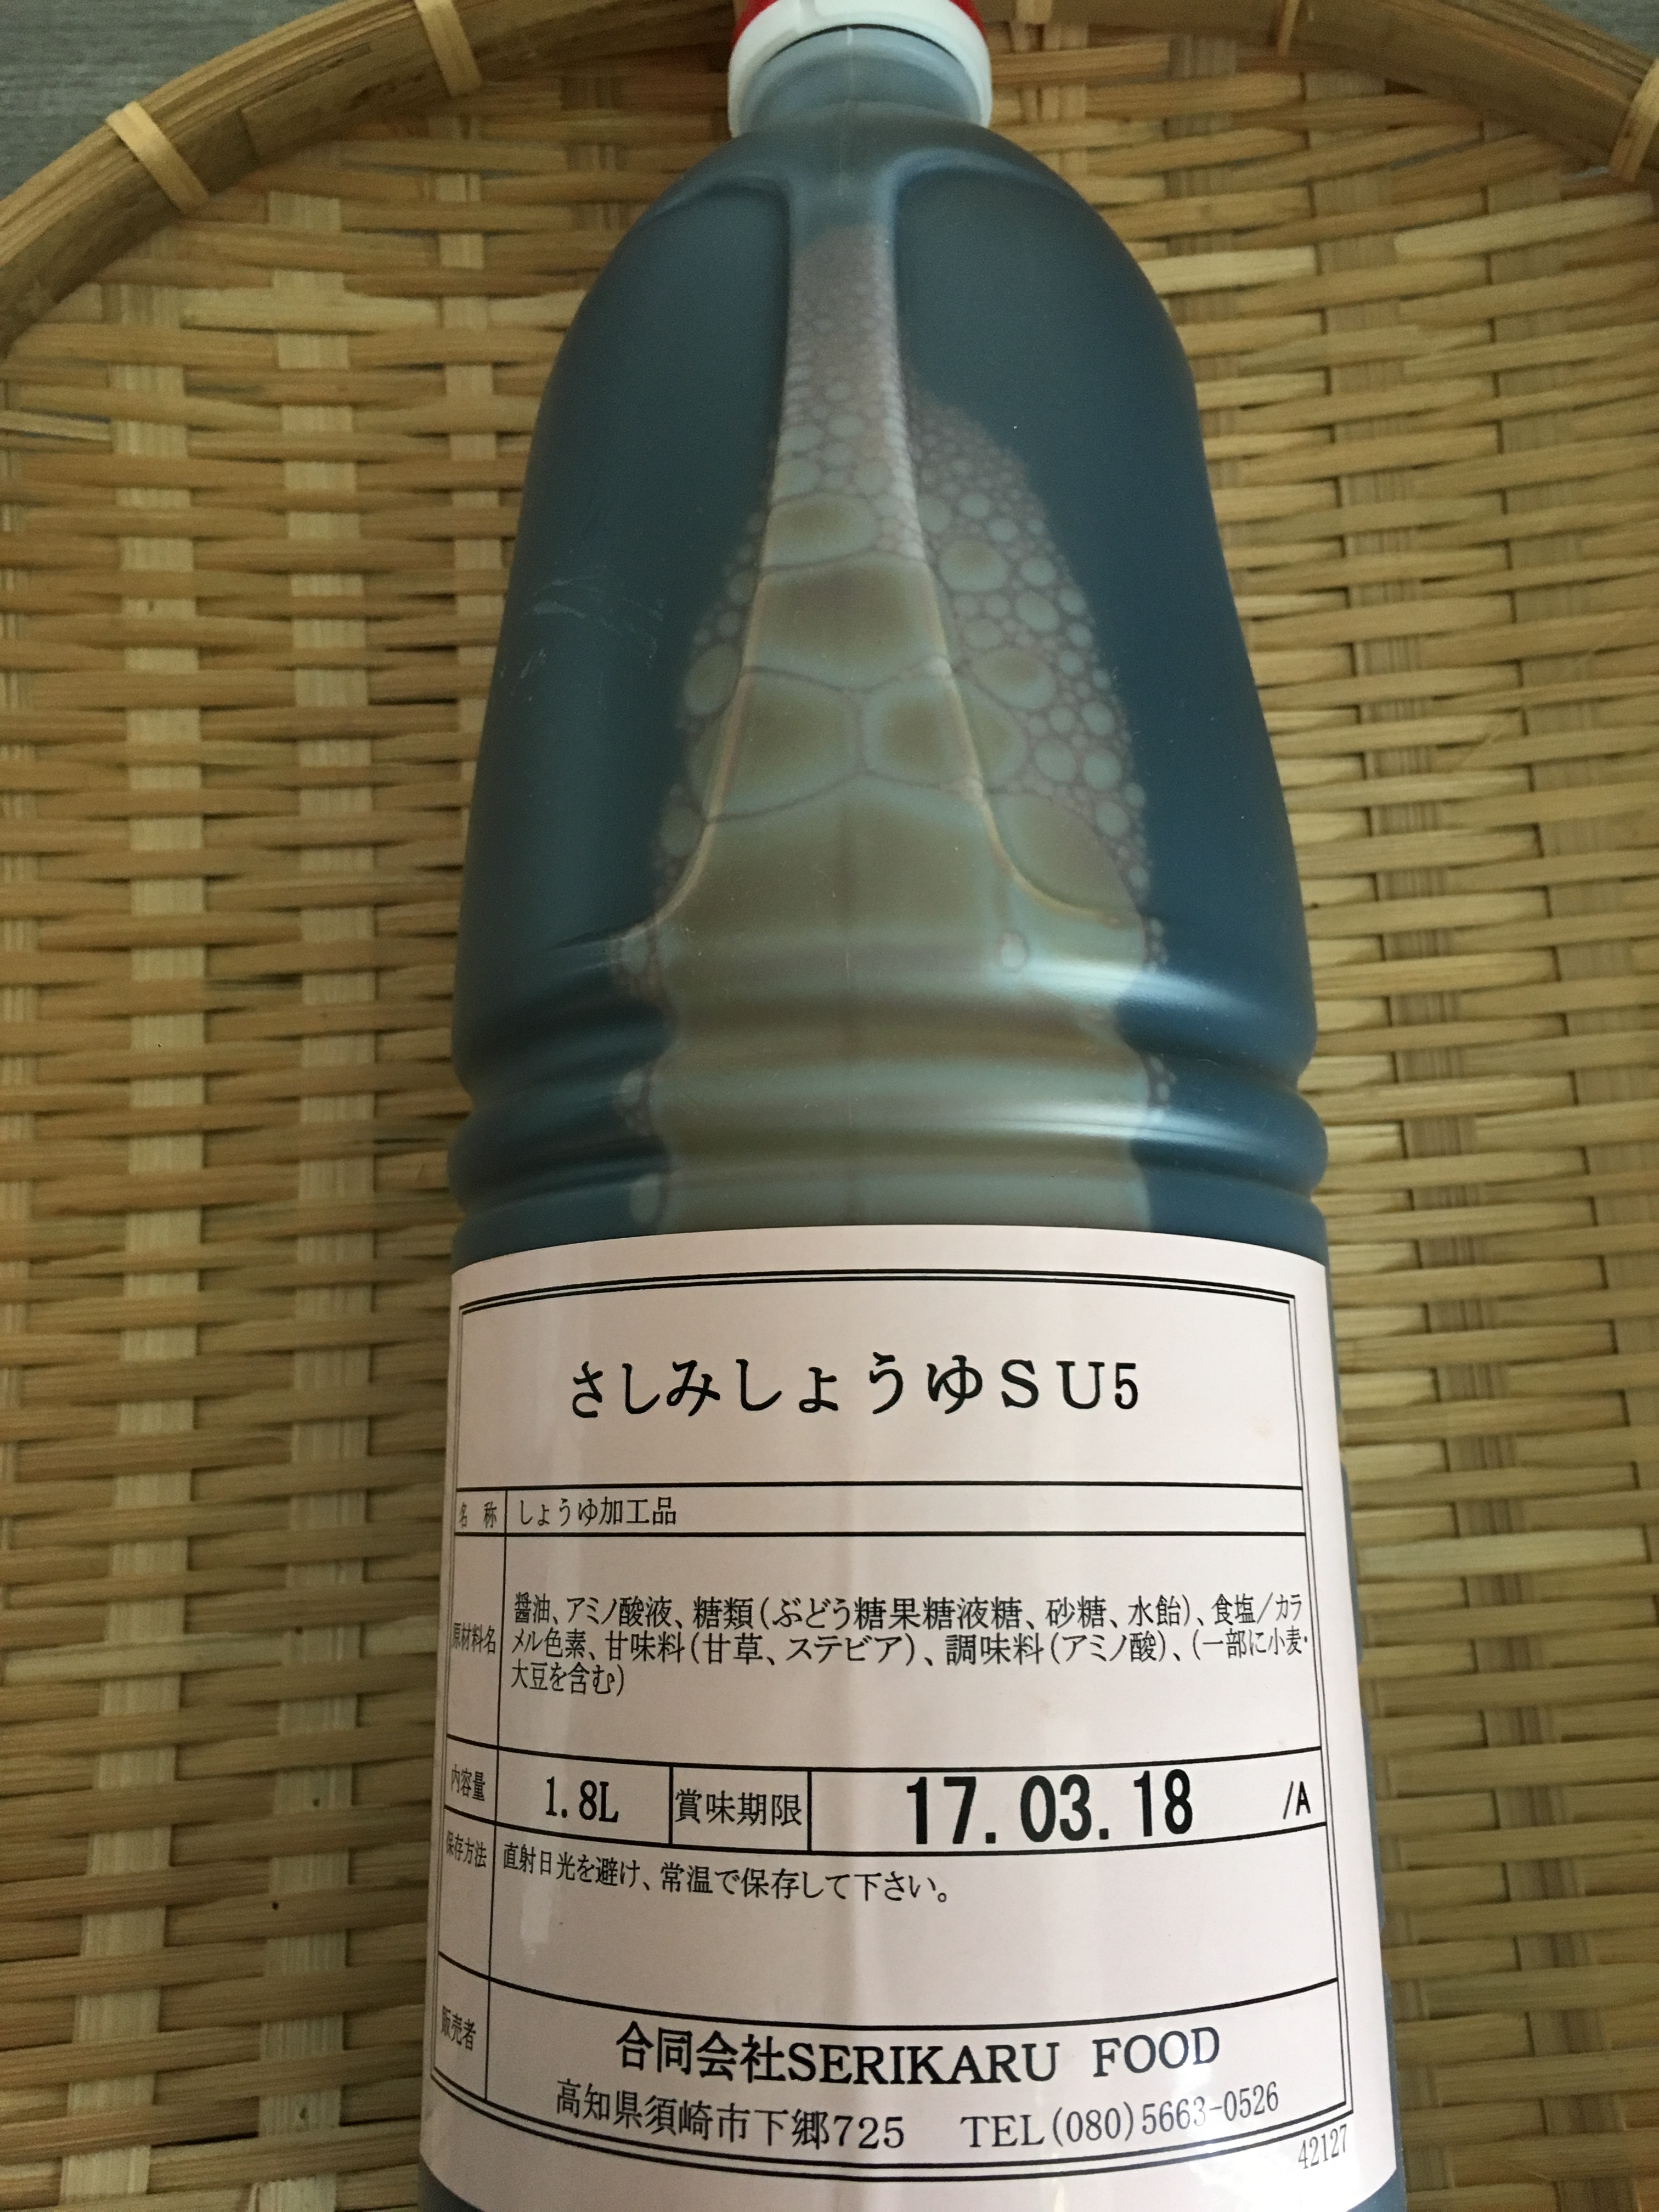 さしみしょうゆSU5
名　称　しょうゆ加工品
原材料名　醤油、アミノ酸液、糖類(ぶどう糖果糖液糖、砂糖、水飴)、食塩/カラ
メル色素、甘味料(甘草、ステビア)、調味料(アミノ酸)、(一部に小麦・
大豆を含む)
内容量　1.8L　賞味期限　17.03.18　/A
保存方法　直射日光を避け、常温で保存して下さい。
販売者　合同会社SERIKARU FOOD
高知県須崎市下郷725　TEL(080)5663-0526
42127